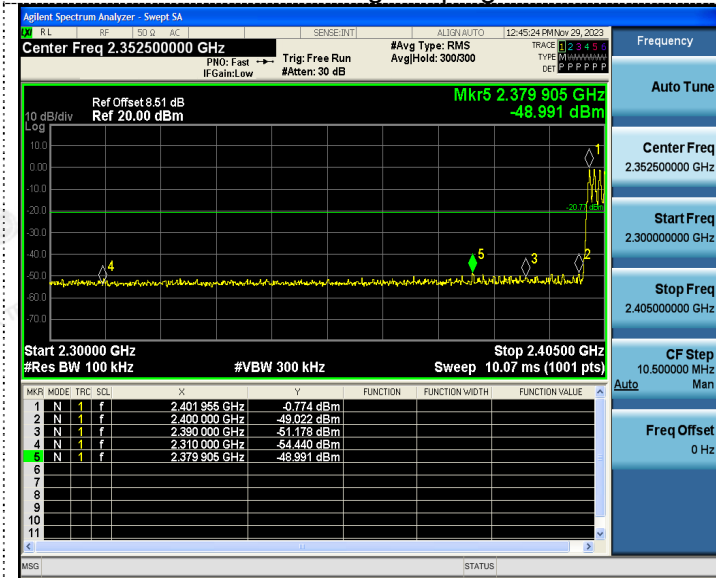 Agilent Spectrum Analyzer - Swept SA
LXI RL RF 50 Ω AC SENSE:INT ALIGN AUTO 12:45:24 PM Nov 29, 2023
Center Freq 2.352500000 GHz
PNO: Fast
IFGain:Low
Trig: Free Run
#Atten: 30 dB
#Avg Type: RMS
Avg|Hold: 300/300
TRACE 1 2 3 4 5 6
TYPE M
DET P P P P P P
Mkr5 2.379 905 GHz
-48.991 dBm
Ref Offset 8.51 dB
10 dB/div Ref 20.00 dBm
Log
10.0
0.00
-10.0
-20.0
-30.0
-40.0
-50.0
-60.0
-70.0
1
4
5
3
2
Start 2.30000 GHz Stop 2.40500 GHz
#Res BW 100 kHz #VBW 300 kHz Sweep 10.07 ms (1001 pts)
MKR MODE TRC SCL X Y FUNCTION FUNCTION WIDTH FUNCTION VALUE
1 N 1 f 2.401 955 GHz -0.774 dBm
2 N 1 f 2.400 000 GHz -49.022 dBm
3 N 1 f 2.390 000 GHz -51.178 dBm
4 N 1 f 2.310 000 GHz -54.440 dBm
5 N 1 f 2.379 905 GHz -48.991 dBm
6
7
8
9
10
11
MSG STATUS
Frequency
Auto Tune
Center Freq
2.352500000 GHz
Start Freq
2.300000000 GHz
Stop Freq
2.405000000 GHz
CF Step
10.500000 MHz
Auto Man
Freq Offset
0 Hz